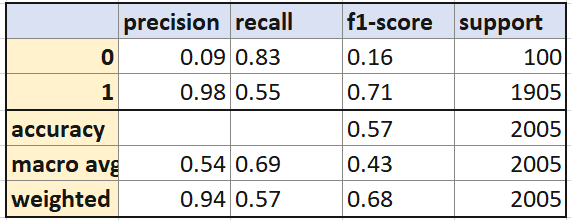 precision recall f1-score support
0 0.09 0.83 0.16 100
1 0.98 0.55 0.71 1905
accuracy 0.57 2005
macro avg 0.54 0.69 0.43 2005
weighted 0.94 0.57 0.68 2005